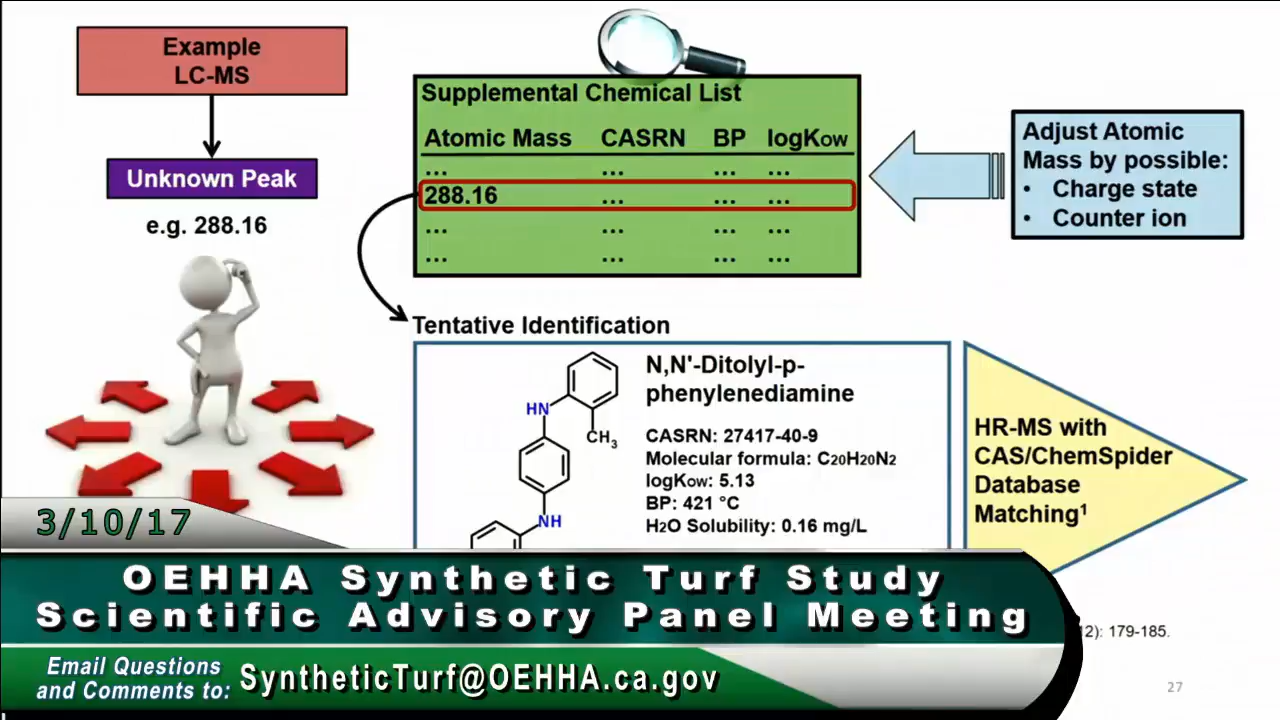 Example
LC-MS
Unknown Peak
e.g. 288.16
Supplemental Chemical List
Atomic Mass CASRN BP logKow
... ... ... ...
288.16 ... ... ...
... ... ... ...
... ... ... ...
Adjust Atomic
Mass by possible:
• Charge state
• Counter ion
Tentative Identification
HN
CH3
NH
N,N'-Ditolyl-p-
phenylenediamine
CASRN: 27417-40-9
Molecular formula: C20H20N2
logKow: 5.13
BP: 421 °C
H2O Solubility: 0.16 mg/L
HR-MS with
CAS/ChemSpider
Database
Matching¹
3/10/17
OEHHA Synthetic Turf Study
Scientific Advisory Panel Meeting
12): 179-185.
Email Questions
and Comments to:
SyntheticTurf@OEHHA.ca.gov
27